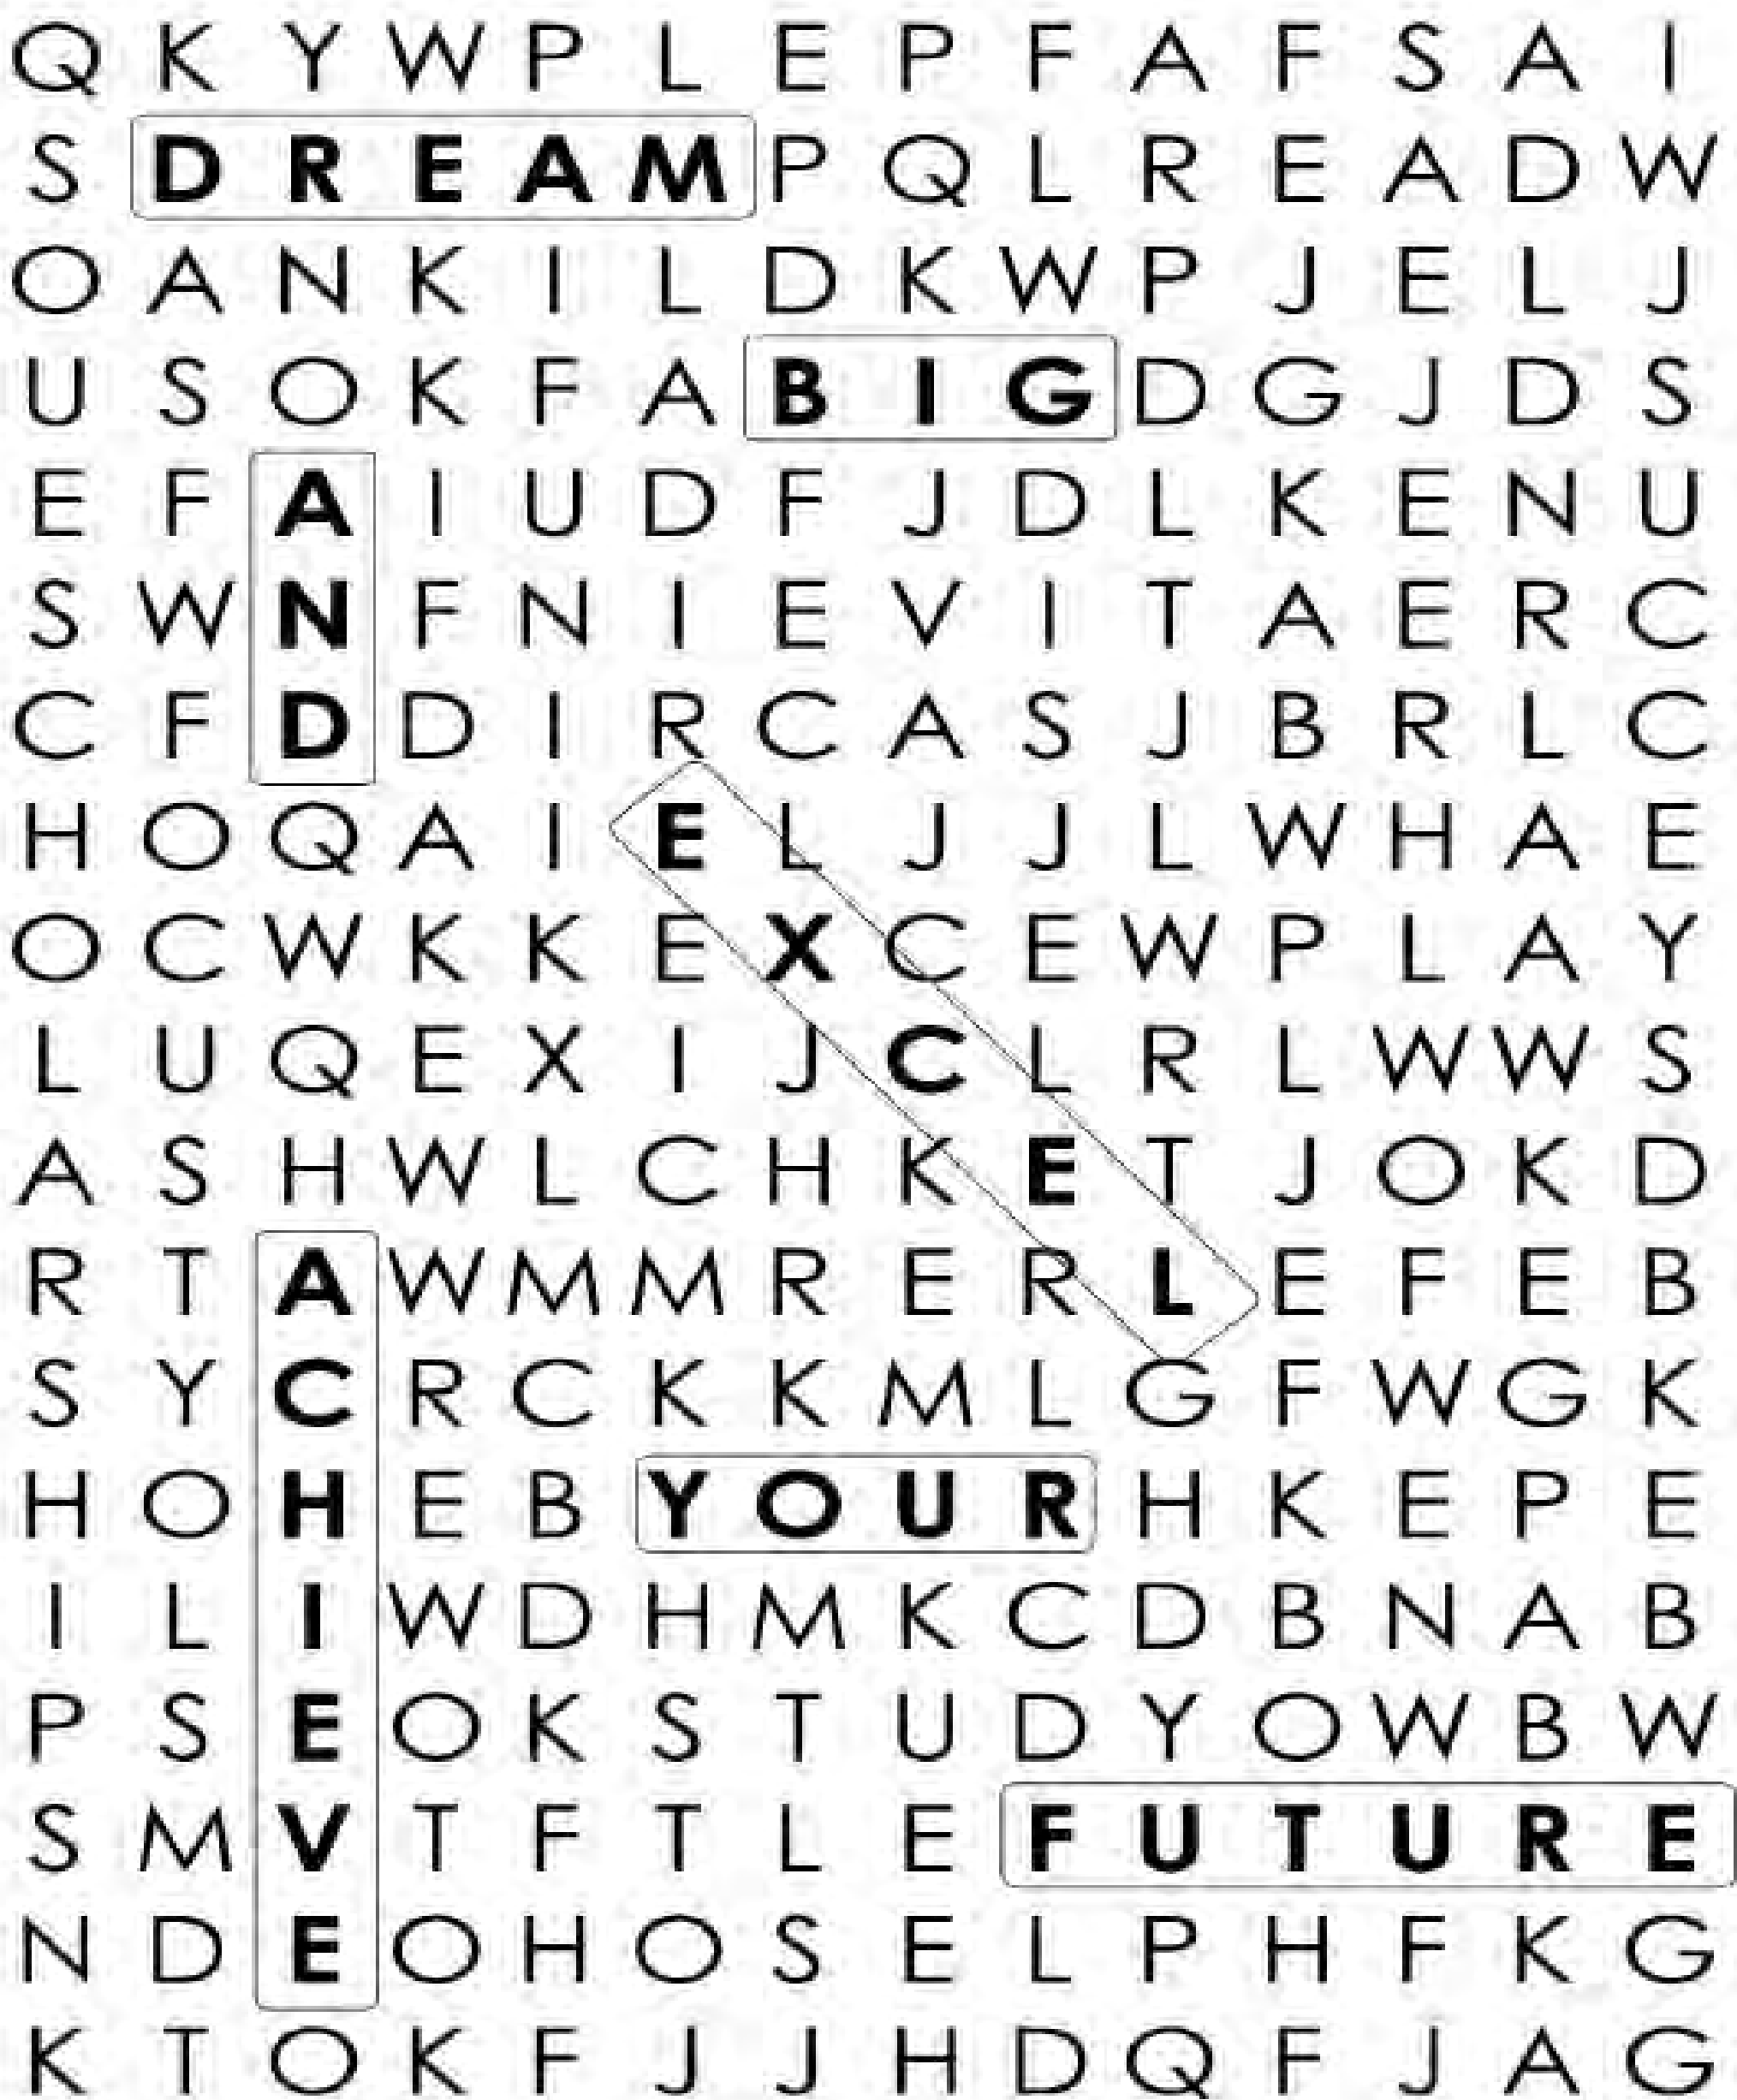 Q K Y W P L E P F A F S A I
S D R E A M P Q L R E A D W
O A N K I L D K W P J E L J
U S O K F A B I G D G J D S
E F A I U D F J D L K E N U
S W N F N I E V I T A E R C
C F D D I R C A S J B R L C
H O Q A I E L J J L W H A E
O C W K K E X C E W P L A Y
L U Q E X I J C L R L W W S
A S H W L C H K E T J O K D
R T A W M M R E R L E F E B
S Y C R C K K M L G F W G K
H O H E B Y O U R H K E P E
I L I W D H M K C D B N A B
P S E O K S T U D Y O W B W
S M V T F T L E F U T U R E
N D E O H O S E L P H F K G
K T O K F J J H D Q F J A G